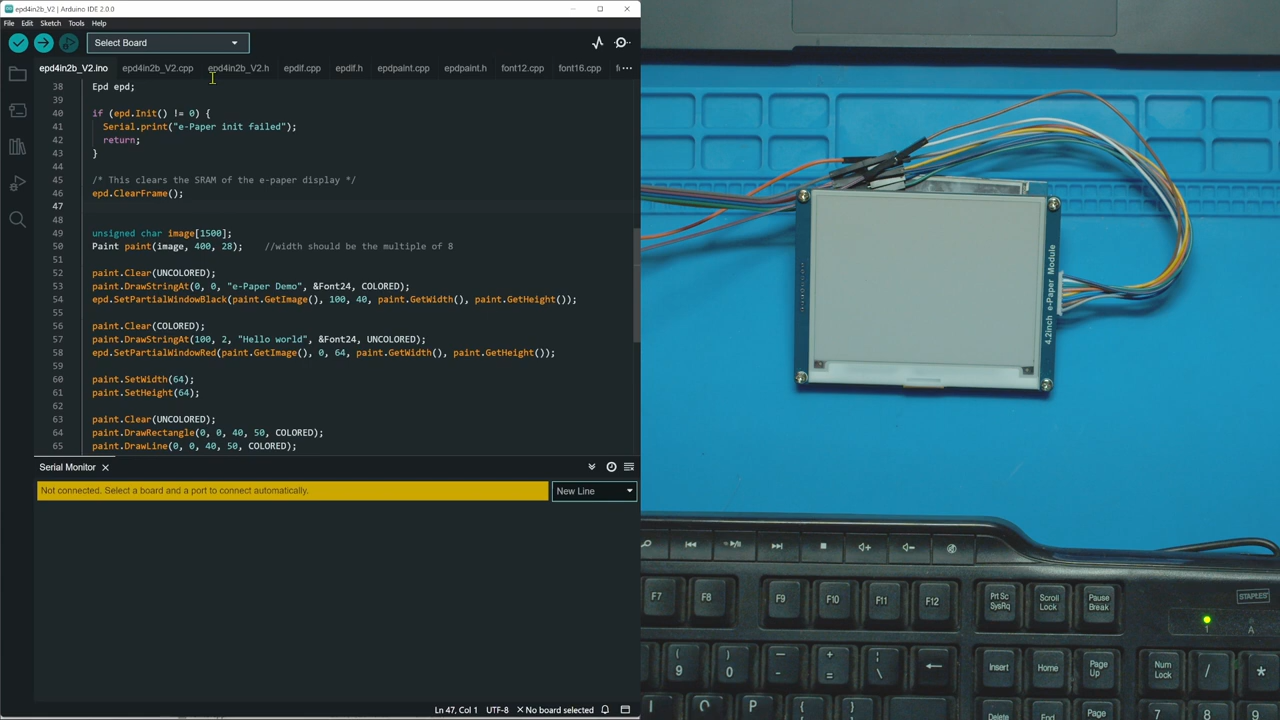 epd4in2b_V2 | Arduino IDE 2.0.0
File Edit Sketch Tools Help
Select Board
epd4in2b_V2.ino epd4in2b_V2.cpp epd4in2b_V2.h epdif.cpp epdif.h epdpaint.cpp epdpaint.h font12.cpp font16.cpp
38 Epd epd;
39
40 if (epd.Init() != 0) {
41 Serial.print("e-Paper init failed");
42 return;
43 }
44
45 /* This clears the SRAM of the e-paper display */
46 epd.ClearFrame();
47
48
49 unsigned char image[1500];
50 Paint paint(image, 400, 28); //width should be the multiple of 8
51
52 paint.Clear(UNCOLORED);
53 paint.DrawStringAt(0, 0, "e-Paper Demo", &Font24, COLORED);
54 epd.SetPartialWindowBlack(paint.GetImage(), 100, 40, paint.GetWidth(), paint.GetHeight());
55
56 paint.Clear(COLORED);
57 paint.DrawStringAt(100, 2, "Hello world", &Font24, UNCOLORED);
58 epd.SetPartialWindowRed(paint.GetImage(), 0, 64, paint.GetWidth(), paint.GetHeight());
59
60 paint.SetWidth(64);
61 paint.SetHeight(64);
62
63 paint.Clear(UNCOLORED);
64 paint.DrawRectangle(0, 0, 40, 50, COLORED);
65 paint.DrawLine(0, 0, 40, 50, COLORED);
Serial Monitor
Not connected. Select a board and a port to connect automatically.
New Line
Ln 47, Col 1 UTF-8 No board selected
4.2inch e-Paper Module
STAPLES
F7 F8 F9 F10 F11 F12
Prt Sc
SysRq
Scroll
Lock
Pause
Break
1 A
( 9
) 0
_ -
+ =
| \
Insert Home
Page
Up
Num
Lock
/ *
I O P
{ [
} ]
Delete End
Page
7 8 9